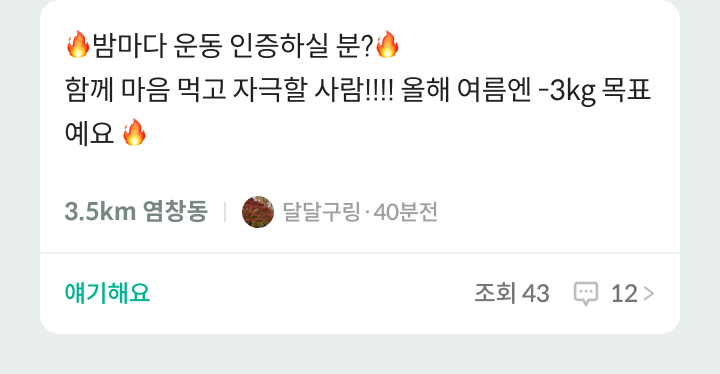 🔥밤마다 운동 인증하실 분?🔥
함께 마음 먹고 자극할 사람!!!! 올해 여름엔 -3kg 목표
예요 🔥
3.5km 염창동 | 달달구링 · 40분전
얘기해요 조회 43 12 >